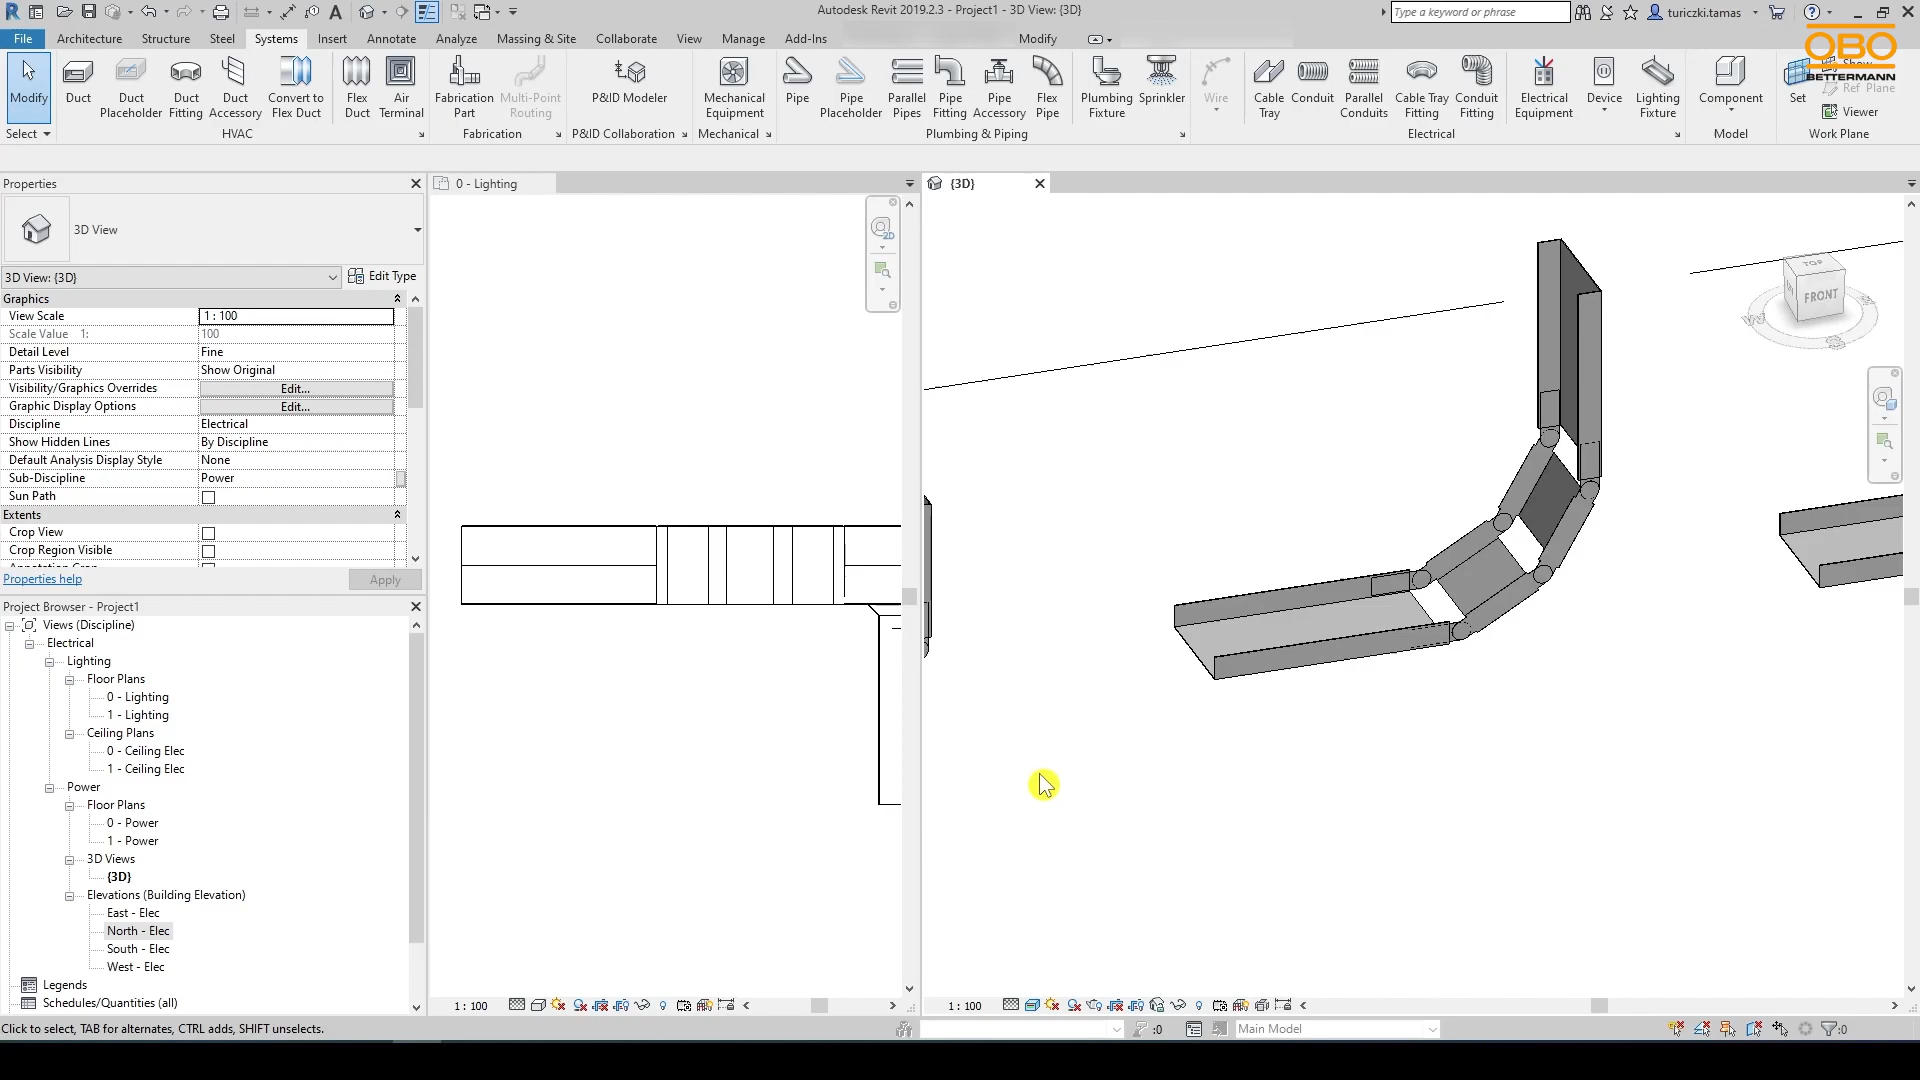 Autodesk Revit 2019.2.3 - Project1 - 3D View: {3D}
Type a keyword or phrase
turiczki.tamas
File Architecture Structure Steel Systems Insert Annotate Analyze Massing & Site Collaborate View Manage Add-Ins Modify
OBO
BETTERMANN
Modify
Duct
Duct Placeholder
Duct Fitting
Duct Accessory
Convert to Flex Duct
Flex Duct
Air Terminal
Fabrication Part
Multi-Point Routing
P&ID Modeler
Mechanical Equipment
Pipe
Pipe Placeholder
Parallel Pipes
Pipe Fitting
Pipe Accessory
Flex Pipe
Plumbing Fixture
Sprinkler
Wire
Cable Tray
Conduit
Parallel Conduits
Cable Tray Fitting
Conduit Fitting
Electrical Equipment
Device
Lighting Fixture
Component
Set
Show
Ref Plane
Viewer
Select HVAC Fabrication P&ID Collaboration Mechanical Plumbing & Piping Electrical Model Work Plane
Properties
3D View
3D View: {3D} Edit Type
Graphics
View Scale 1 : 100
Scale Value 1: 100
Detail Level Fine
Parts Visibility Show Original
Visibility/Graphics Overrides Edit...
Graphic Display Options Edit...
Discipline Electrical
Show Hidden Lines By Discipline
Default Analysis Display Style None
Sub-Discipline Power
Sun Path
Extents
Crop View
Crop Region Visible
Properties help Apply
Project Browser - Project1
Views (Discipline)
Electrical
Lighting
Floor Plans
0 - Lighting
1 - Lighting
Ceiling Plans
0 - Ceiling Elec
1 - Ceiling Elec
Power
Floor Plans
0 - Power
1 - Power
3D Views
{3D}
Elevations (Building Elevation)
East - Elec
North - Elec
South - Elec
West - Elec
Legends
Schedules/Quantities (all)
0 - Lighting
2D
1 : 100
{3D}
TOP
FRONT
1 : 100
Click to select, TAB for alternates, CTRL adds, SHIFT unselects.
:0
Main Model
:0